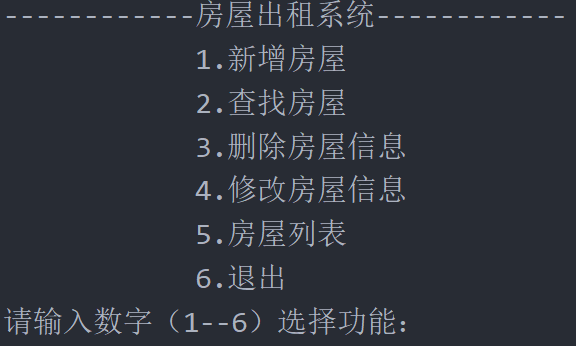 ------------房屋出租系统------------
1.新增房屋
2.查找房屋
3.删除房屋信息
4.修改房屋信息
5.房屋列表
6.退出
请输入数字（1--6）选择功能：